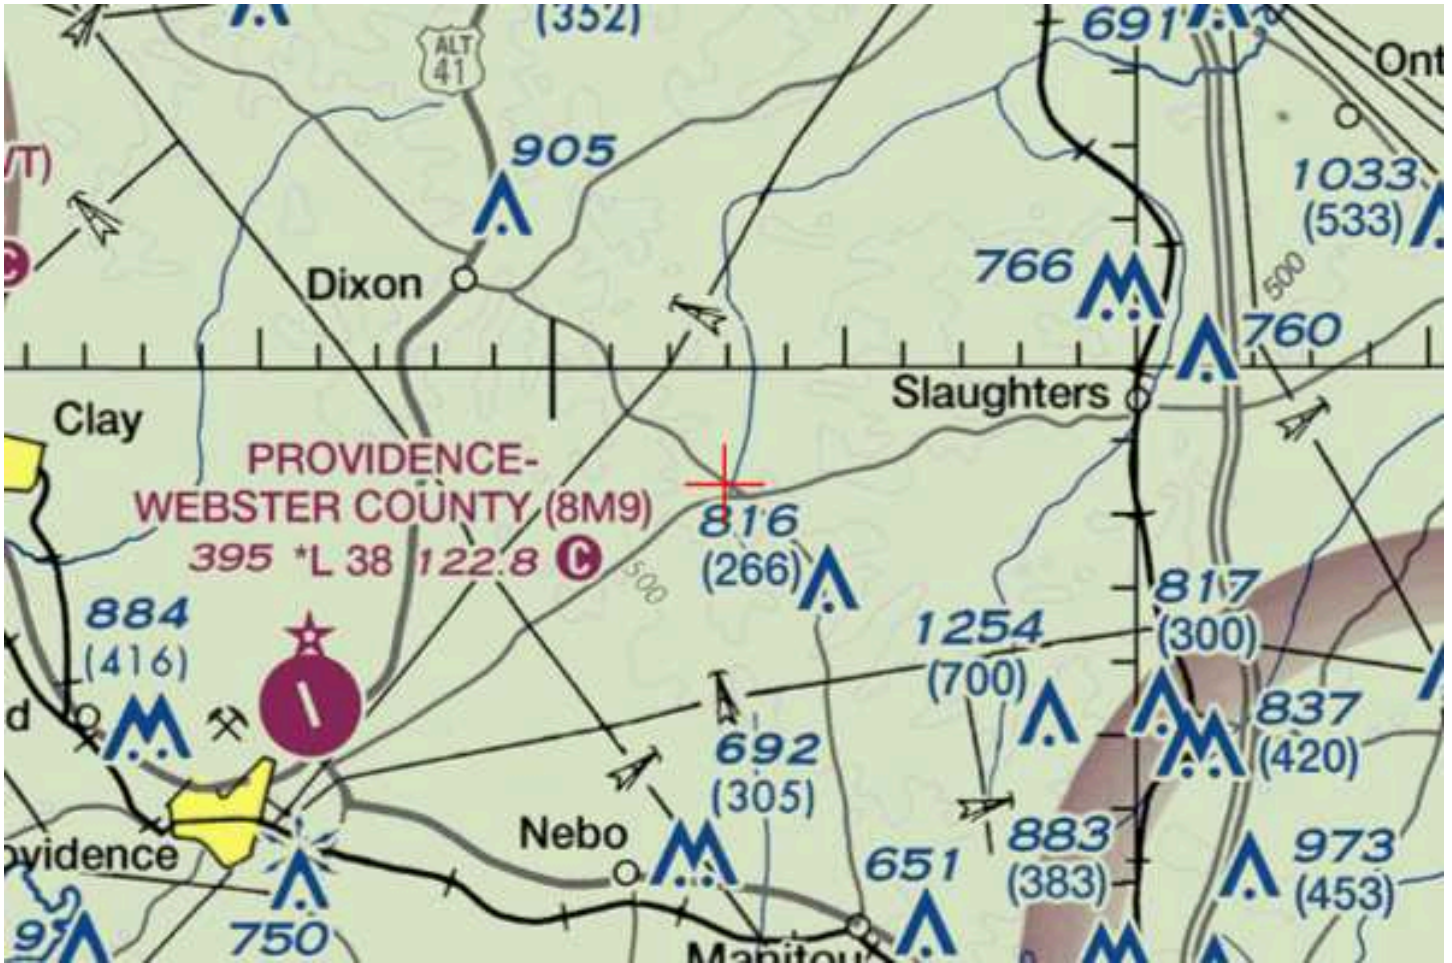 (352)
691
ALT
41
Ont
905
/T)
1033
(533)
C
Dixon
766
500
760
Slaughters
Clay
PROVIDENCE-
WEBSTER COUNTY (8M9)
395 *L 38 122.8 C
816
(266)
500
884
(416)
817
(300)
1254
(700)
d
837
(420)
692
(305)
Nebo
883
(383)
973
(453)
ovidence
651
750
97
Manitou